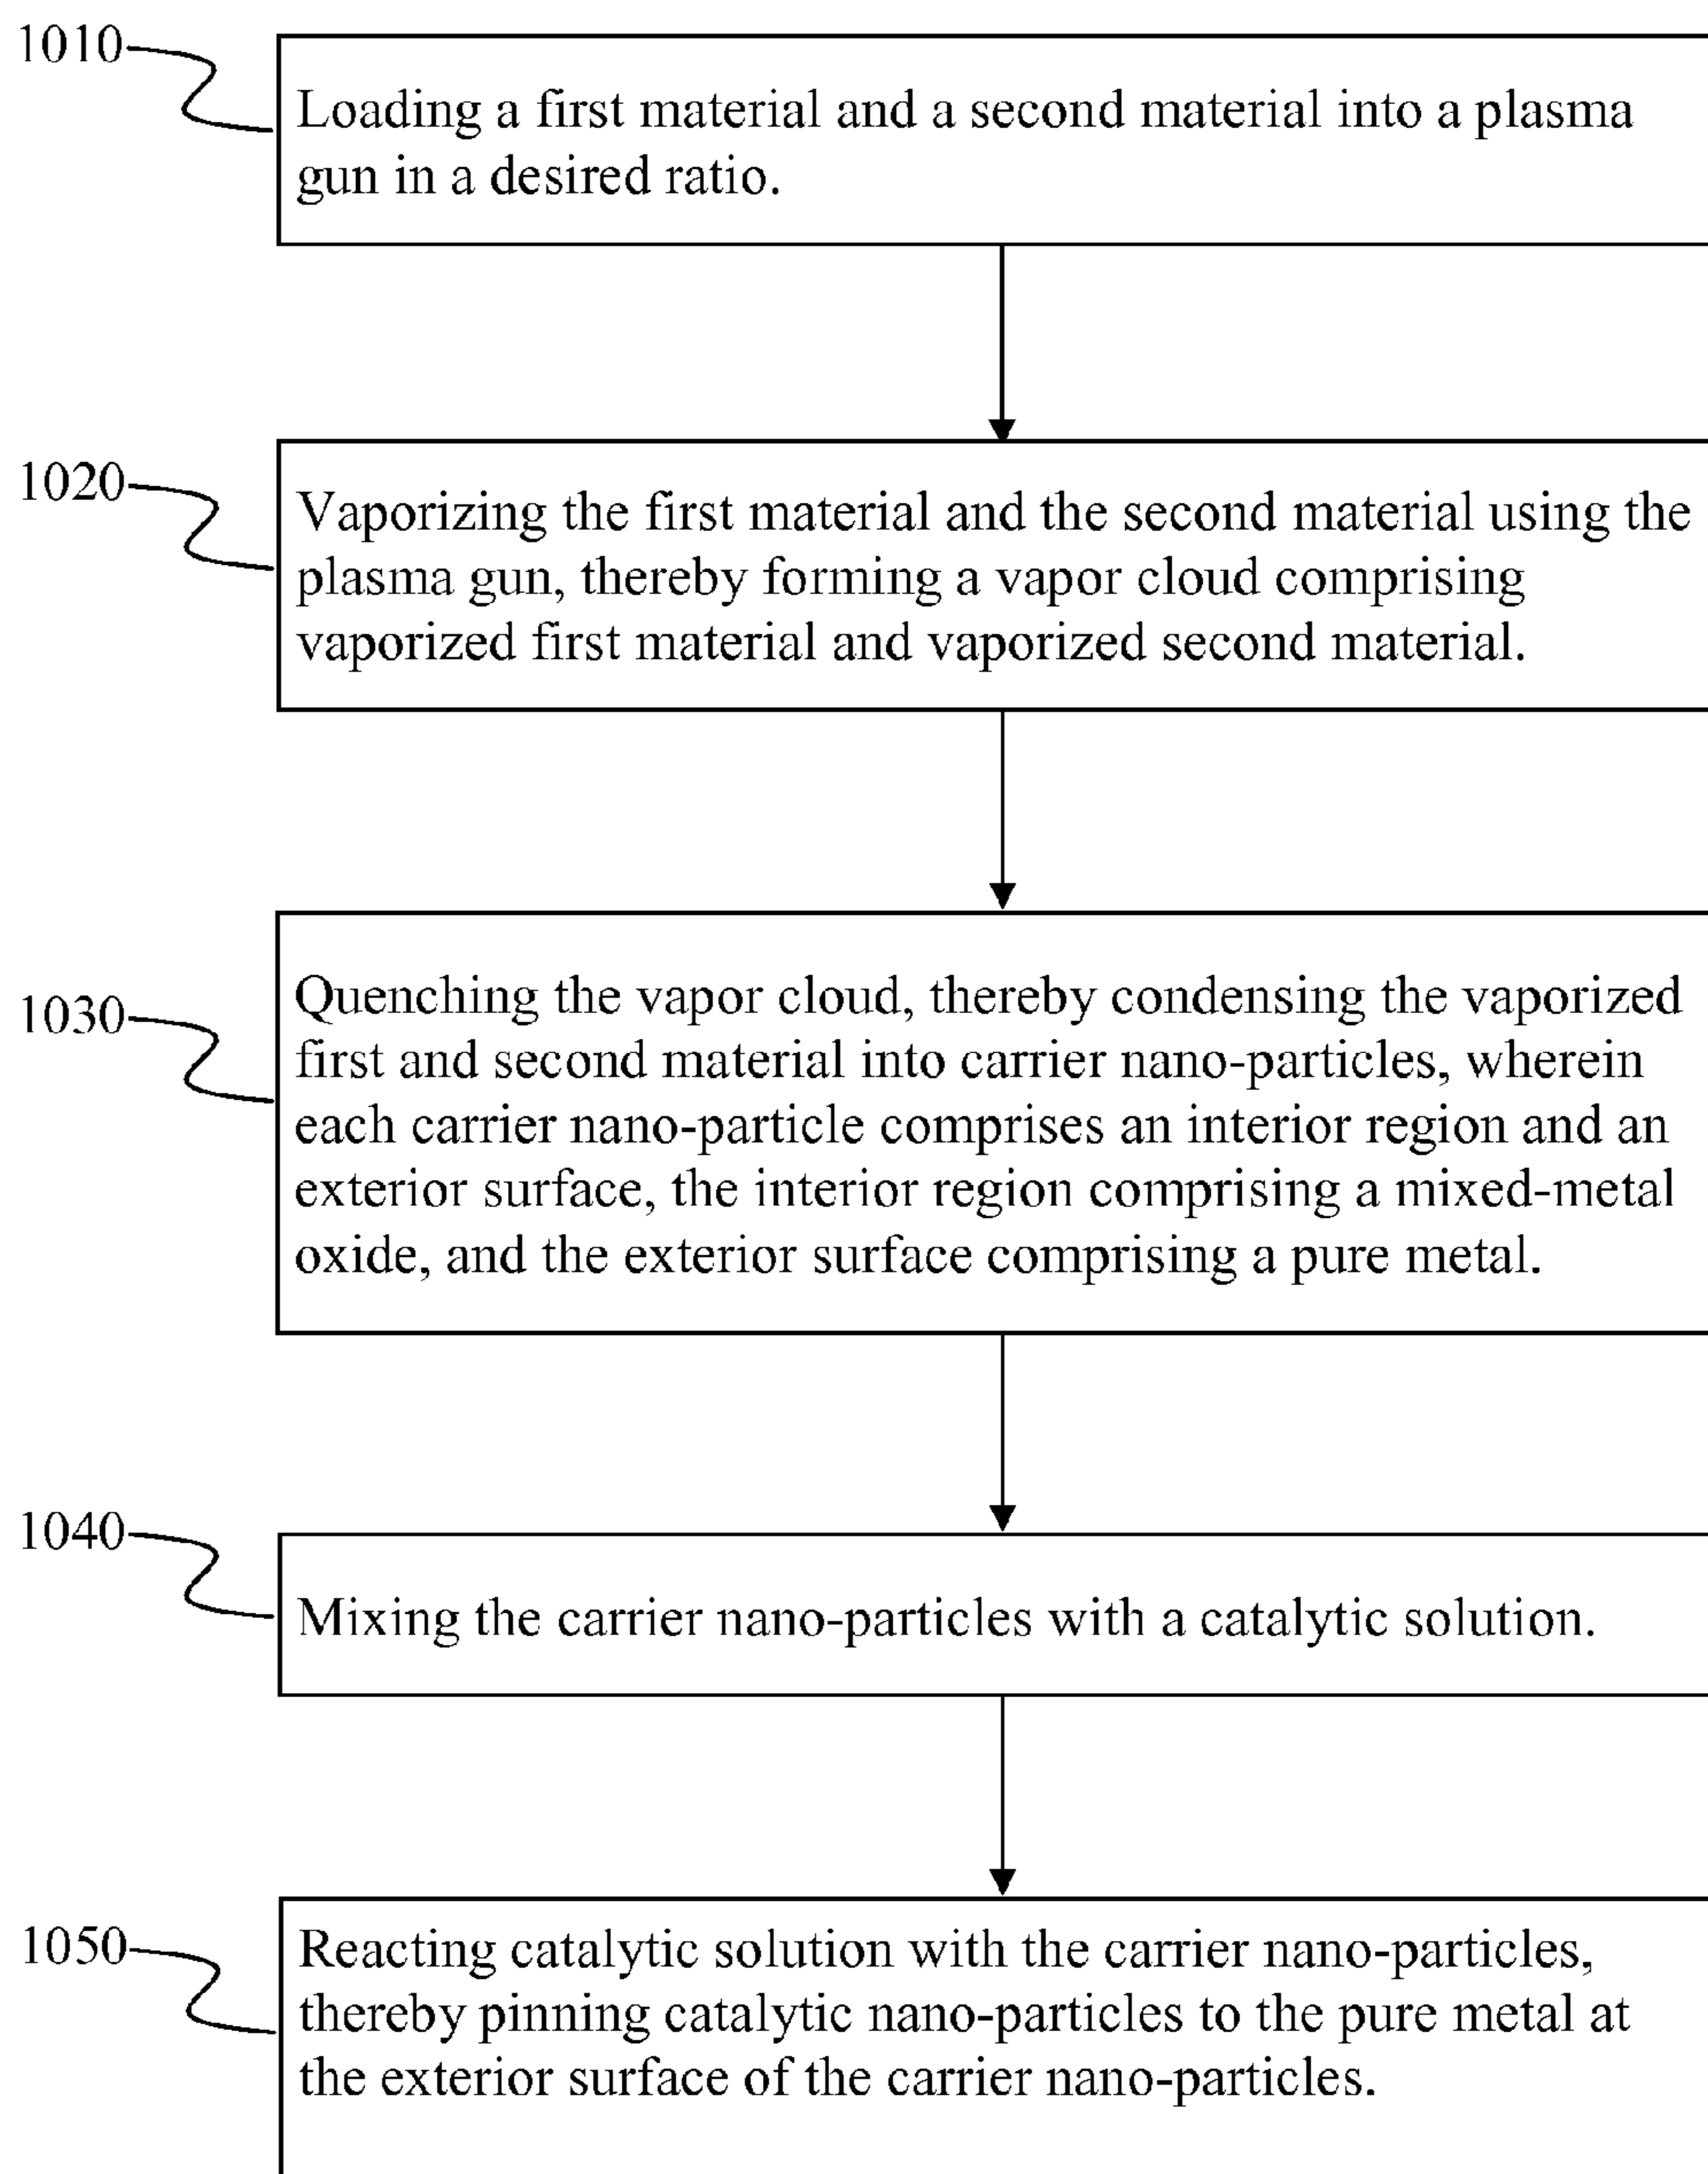 1010
Loading a first material and a second material into a plasma
gun in a desired ratio.
1020
Vaporizing the first material and the second material using the
plasma gun, thereby forming a vapor cloud comprising
vaporized first material and vaporized second material.
1030
Quenching the vapor cloud, thereby condensing the vaporized
first and second material into carrier nano-particles, wherein
each carrier nano-particle comprises an interior region and an
exterior surface, the interior region comprising a mixed-metal
oxide, and the exterior surface comprising a pure metal.
1040
Mixing the carrier nano-particles with a catalytic solution.
1050
Reacting catalytic solution with the carrier nano-particles,
thereby pinning catalytic nano-particles to the pure metal at
the exterior surface of the carrier nano-particles.